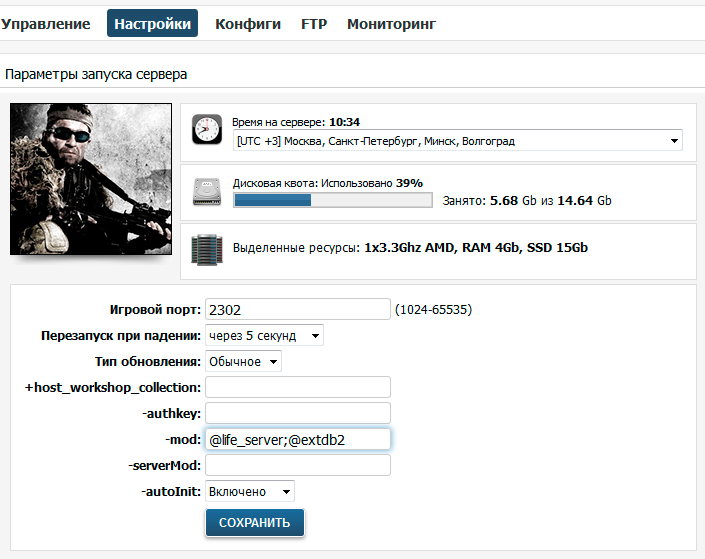 Управление Настройки Конфиги FTP Мониторинг
Параметры запуска сервера
Время на сервере: 10:34
[UTC +3] Москва, Санкт-Петербург, Минск, Волгоград
Дисковая квота: Использовано 39%
Занято: 5.68 Gb из 14.64 Gb
Выделенные ресурсы: 1x3.3Ghz AMD, RAM 4Gb, SSD 15Gb
Игровой порт: 2302 (1024-65535)
Перезапуск при падении: через 5 секунд
Тип обновления: Обычное
+host_workshop_collection:
-authkey:
-mod: @life_server;@extdb2
-serverMod:
-autoInit: Включено
СОХРАНИТЬ